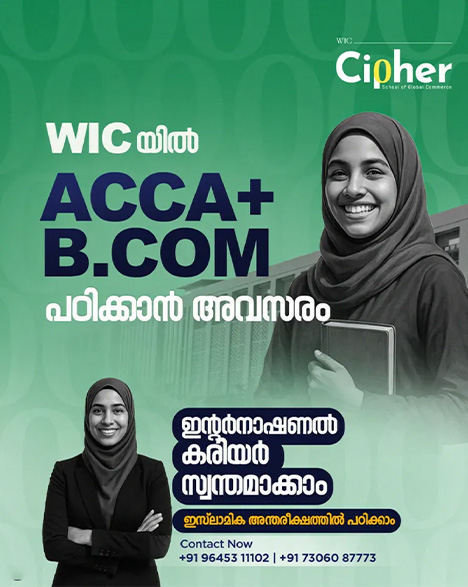 WIC
Cipher
School of Global Commerce
WIC യിൽ
ACCA+
B.COM
പഠിക്കാൻ അവസരം
ഇന്റർനാഷണൽ
കരിയർ
സ്വന്തമാക്കാം
ഇസ്‌ലാമിക അന്തരീക്ഷത്തിൽ പഠിക്കാം
Contact Now
+91 96453 11102 | +91 73060 87773